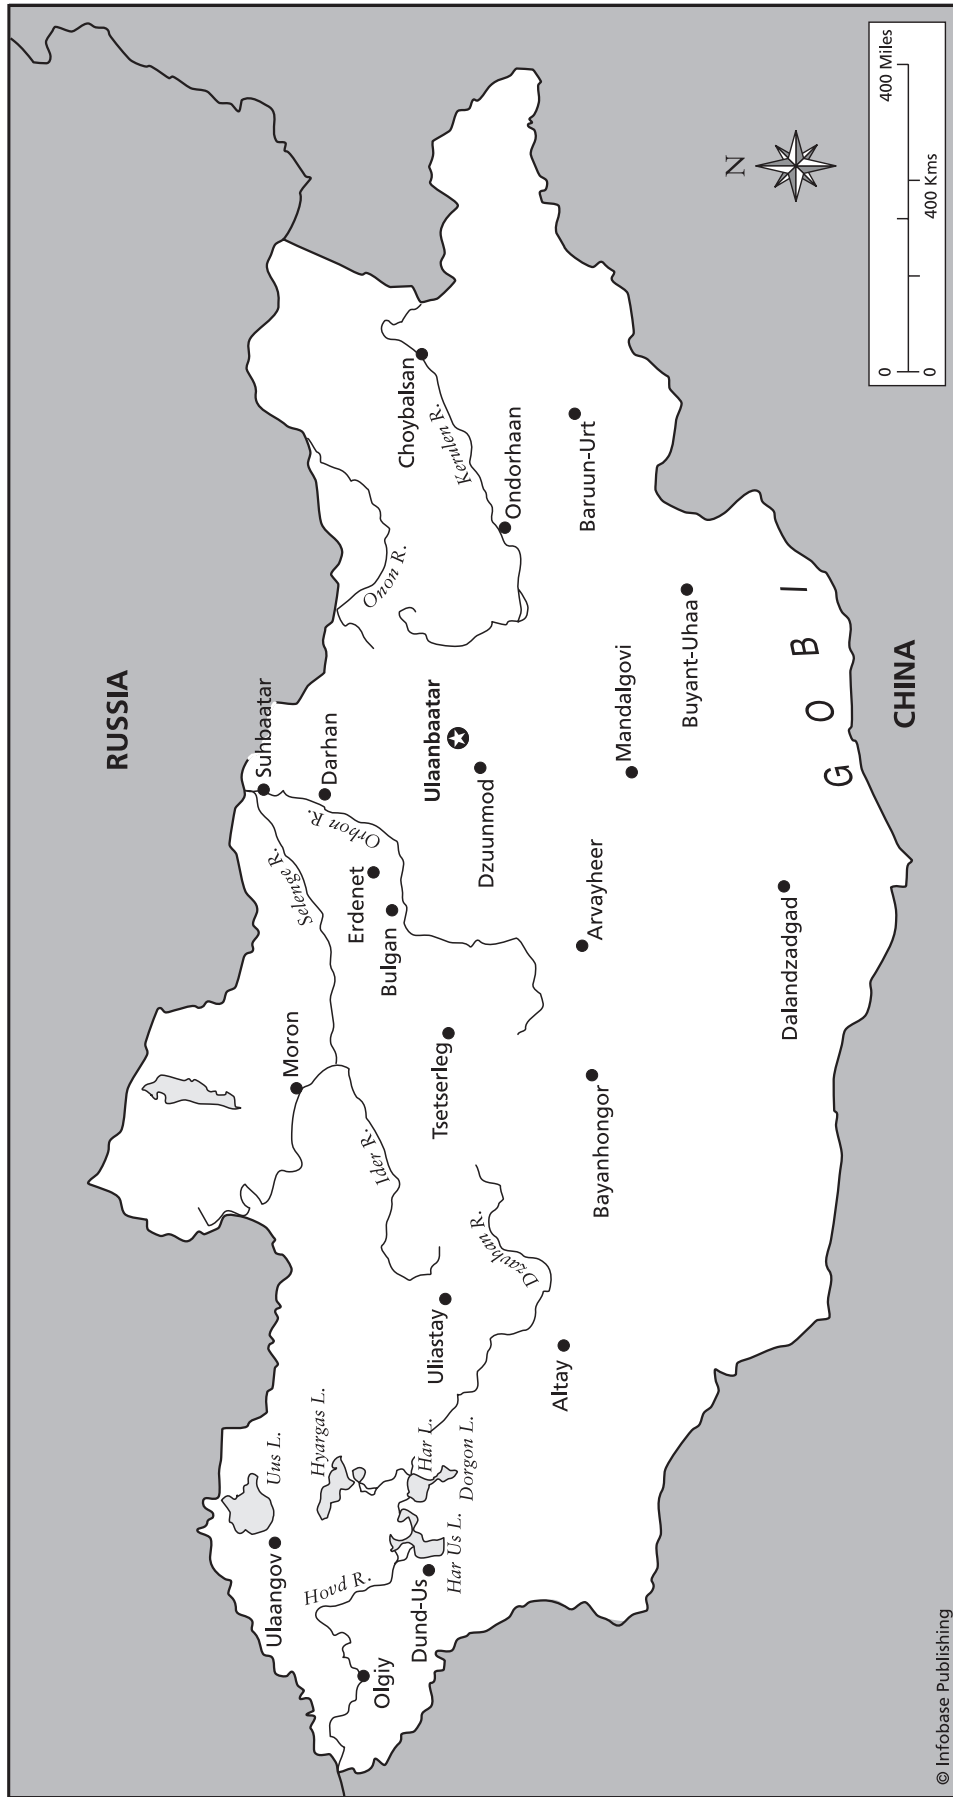 RUSSIA
Suhbaatar
Darhan
Selenge R.
Orhon R.
Erdenet
Bulgan
Moron
Ider R.
Tsetserleg
Ulaanbaatar
Dzuunmod
Onon R.
Kerulen R.
Choybalsan
Ondorhaan
Baruun-Urt
Uus L.
Hyargas L.
Har L.
Dorgon L.
Har Us L.
Ulaangov
Hovd R.
Olgiy
Dund-Us
Uliastay
Dzavhan R.
Altay
Bayanhongor
Arvayheer
Mandalgovi
Buyant-Uhaa
Dalandzadgad
GOBI
CHINA
N
0 400 Miles
0 400 Kms
© Infobase Publishing